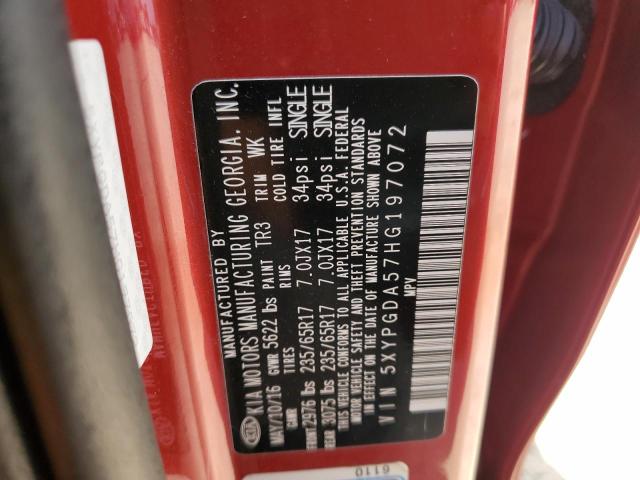 MANUFACTURED BY
KIA KIA MOTORS MANUFACTURING GEORGIA, INC.
MAY/10/16 GVWR 5622 lbs PAINT TR3 TRIM WK
GAWR TIRES RIMS COLD TIRE INFL
FRONT 2976 lbs 235/65R17 7.0JX17 34psi SINGLE
REAR 3075 lbs 235/65R17 7.0JX17 34psi SINGLE
THIS VEHICLE CONFORMS TO ALL APPLICABLE U.S.A. FEDERAL
MOTOR VEHICLE SAFETY AND THEFT PREVENTION STANDARDS
IN EFFECT ON THE DATE OF MANUFACTURE SHOWN ABOVE
VIN 5XYPGDA57HG197072
MPV
6110